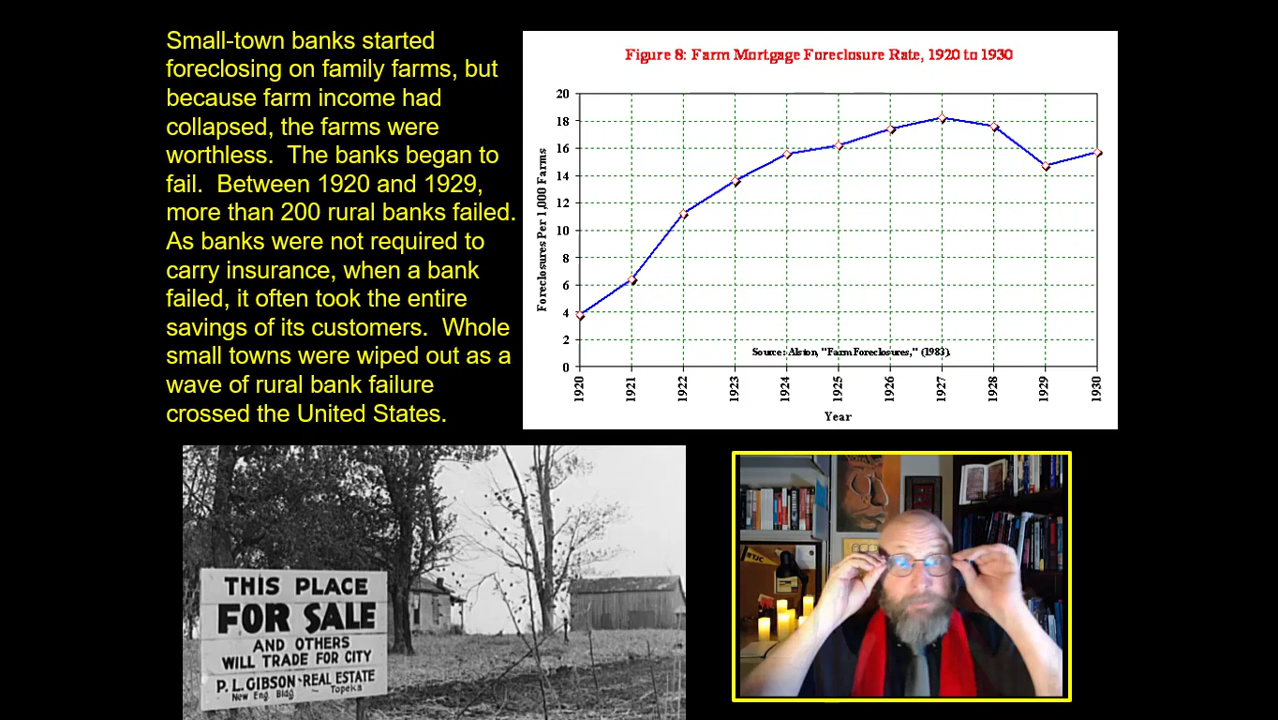 Small-town banks started
foreclosing on family farms, but
because farm income had
collapsed, the farms were
worthless.  The banks began to
fail.  Between 1920 and 1929,
more than 200 rural banks failed.
As banks were not required to
carry insurance, when a bank
failed, it often took the entire
savings of its customers.  Whole
small towns were wiped out as a
wave of rural bank failure
crossed the United States.
Figure 8: Farm Mortgage Foreclosure Rate, 1920 to 1930
Foreclosures Per 1,000 Farms
20
18
16
14
12
10
8
6
4
2
0
Source: Alston, "Farm Foreclosures," (1983).
1920 1921 1922 1923 1924 1925 1926 1927 1928 1929 1930
Year
THIS PLACE
FOR SALE
AND OTHERS
WILL TRADE FOR CITY
P. L. GIBSON - REAL ESTATE
New Eng. Bldg — Topeka
TJC